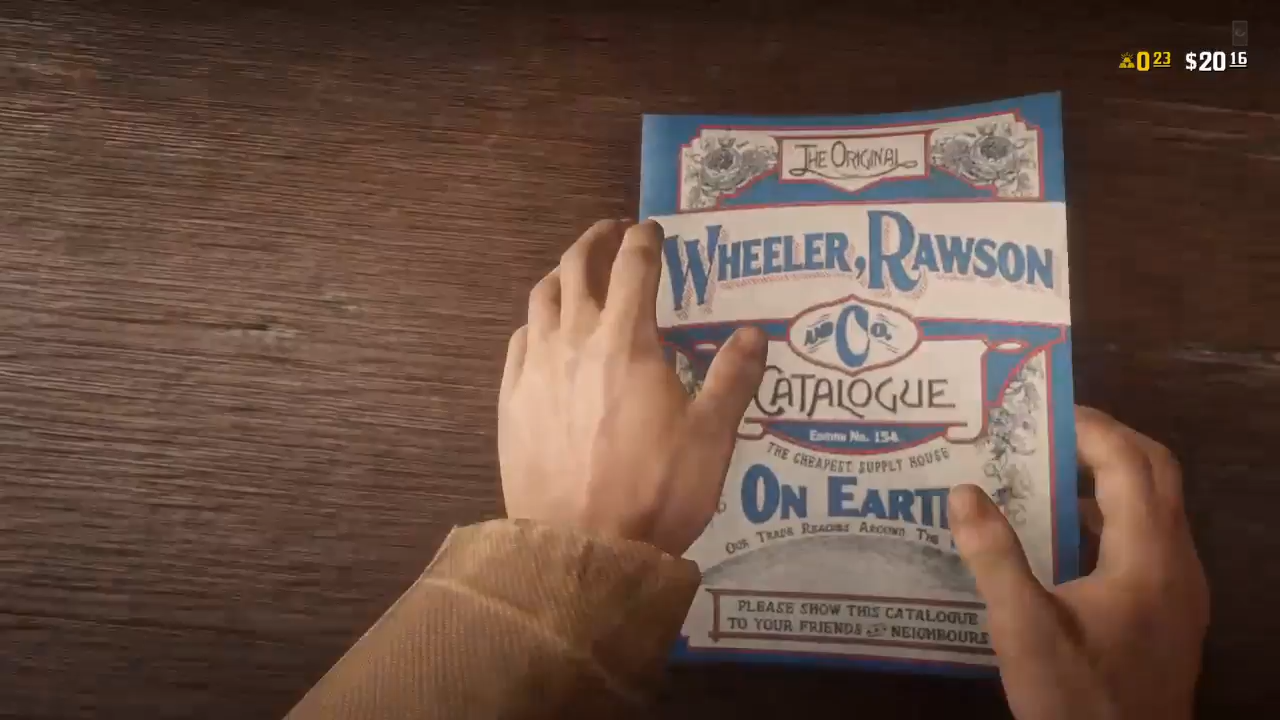 0 23 $20 16
THE ORIGINAL
WHEELER, RAWSON
AND CO.
CATALOGUE
EDITION No. 154
THE CHEAPEST SUPPLY HOUSE
ON EARTH
OUR TRADE REACHES AROUND THE
PLEASE SHOW THIS CATALOGUE
TO YOUR FRIENDS AND NEIGHBOURS